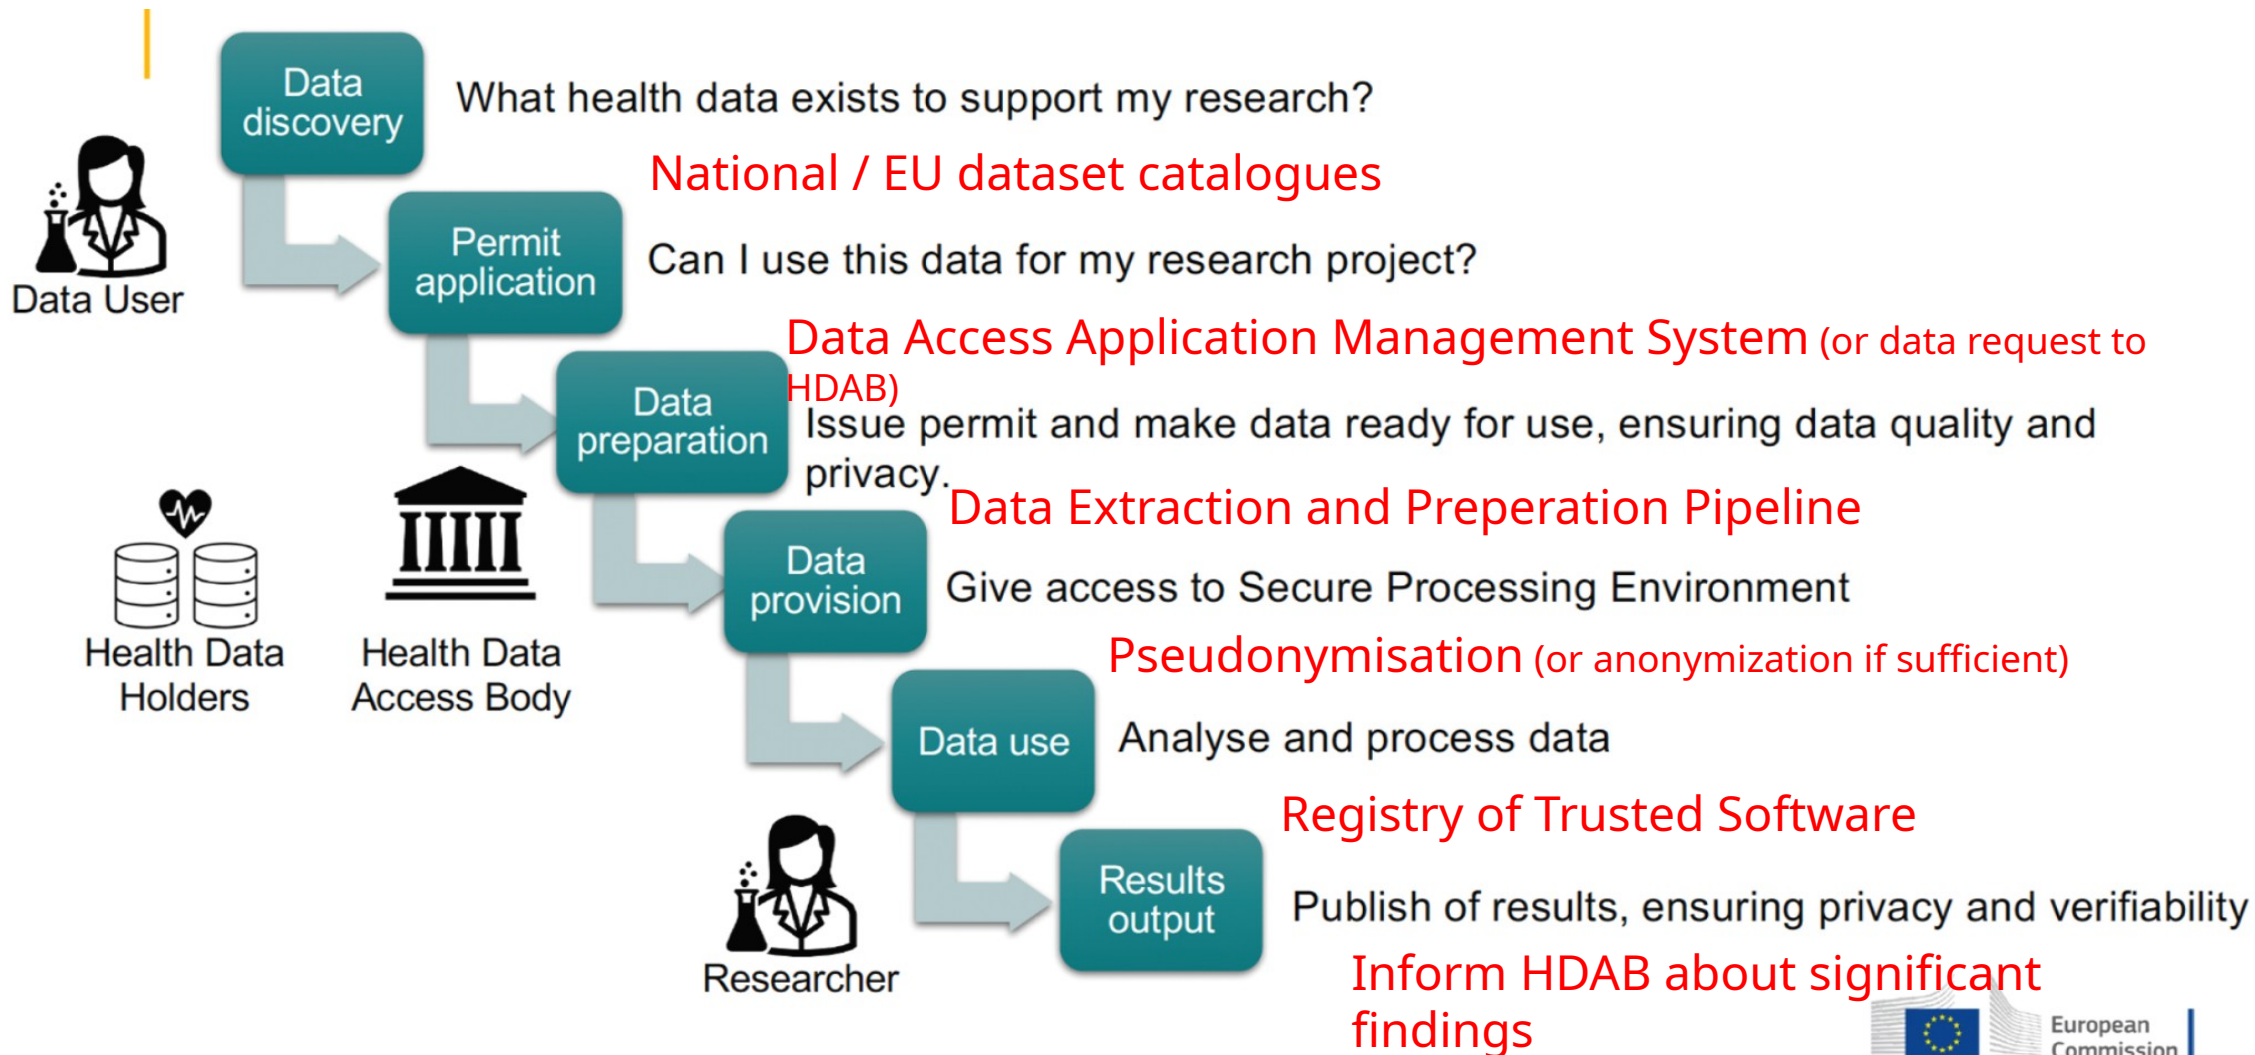 Data
discovery
What health data exists to support my research?
National / EU dataset catalogues
Data User
Permit
application
Can I use this data for my research project?
Data Access Application Management System (or data request to
HDAB)
Data
preparation
Issue permit and make data ready for use, ensuring data quality and
privacy.
Data Extraction and Preperation Pipeline
Health Data
Holders
Health Data
Access Body
Data
provision
Give access to Secure Processing Environment
Pseudonymisation (or anonymization if sufficient)
Data use
Analyse and process data
Registry of Trusted Software
Researcher
Results
output
Publish of results, ensuring privacy and verifiability
Inform HDAB about significant
findings
European
Commission